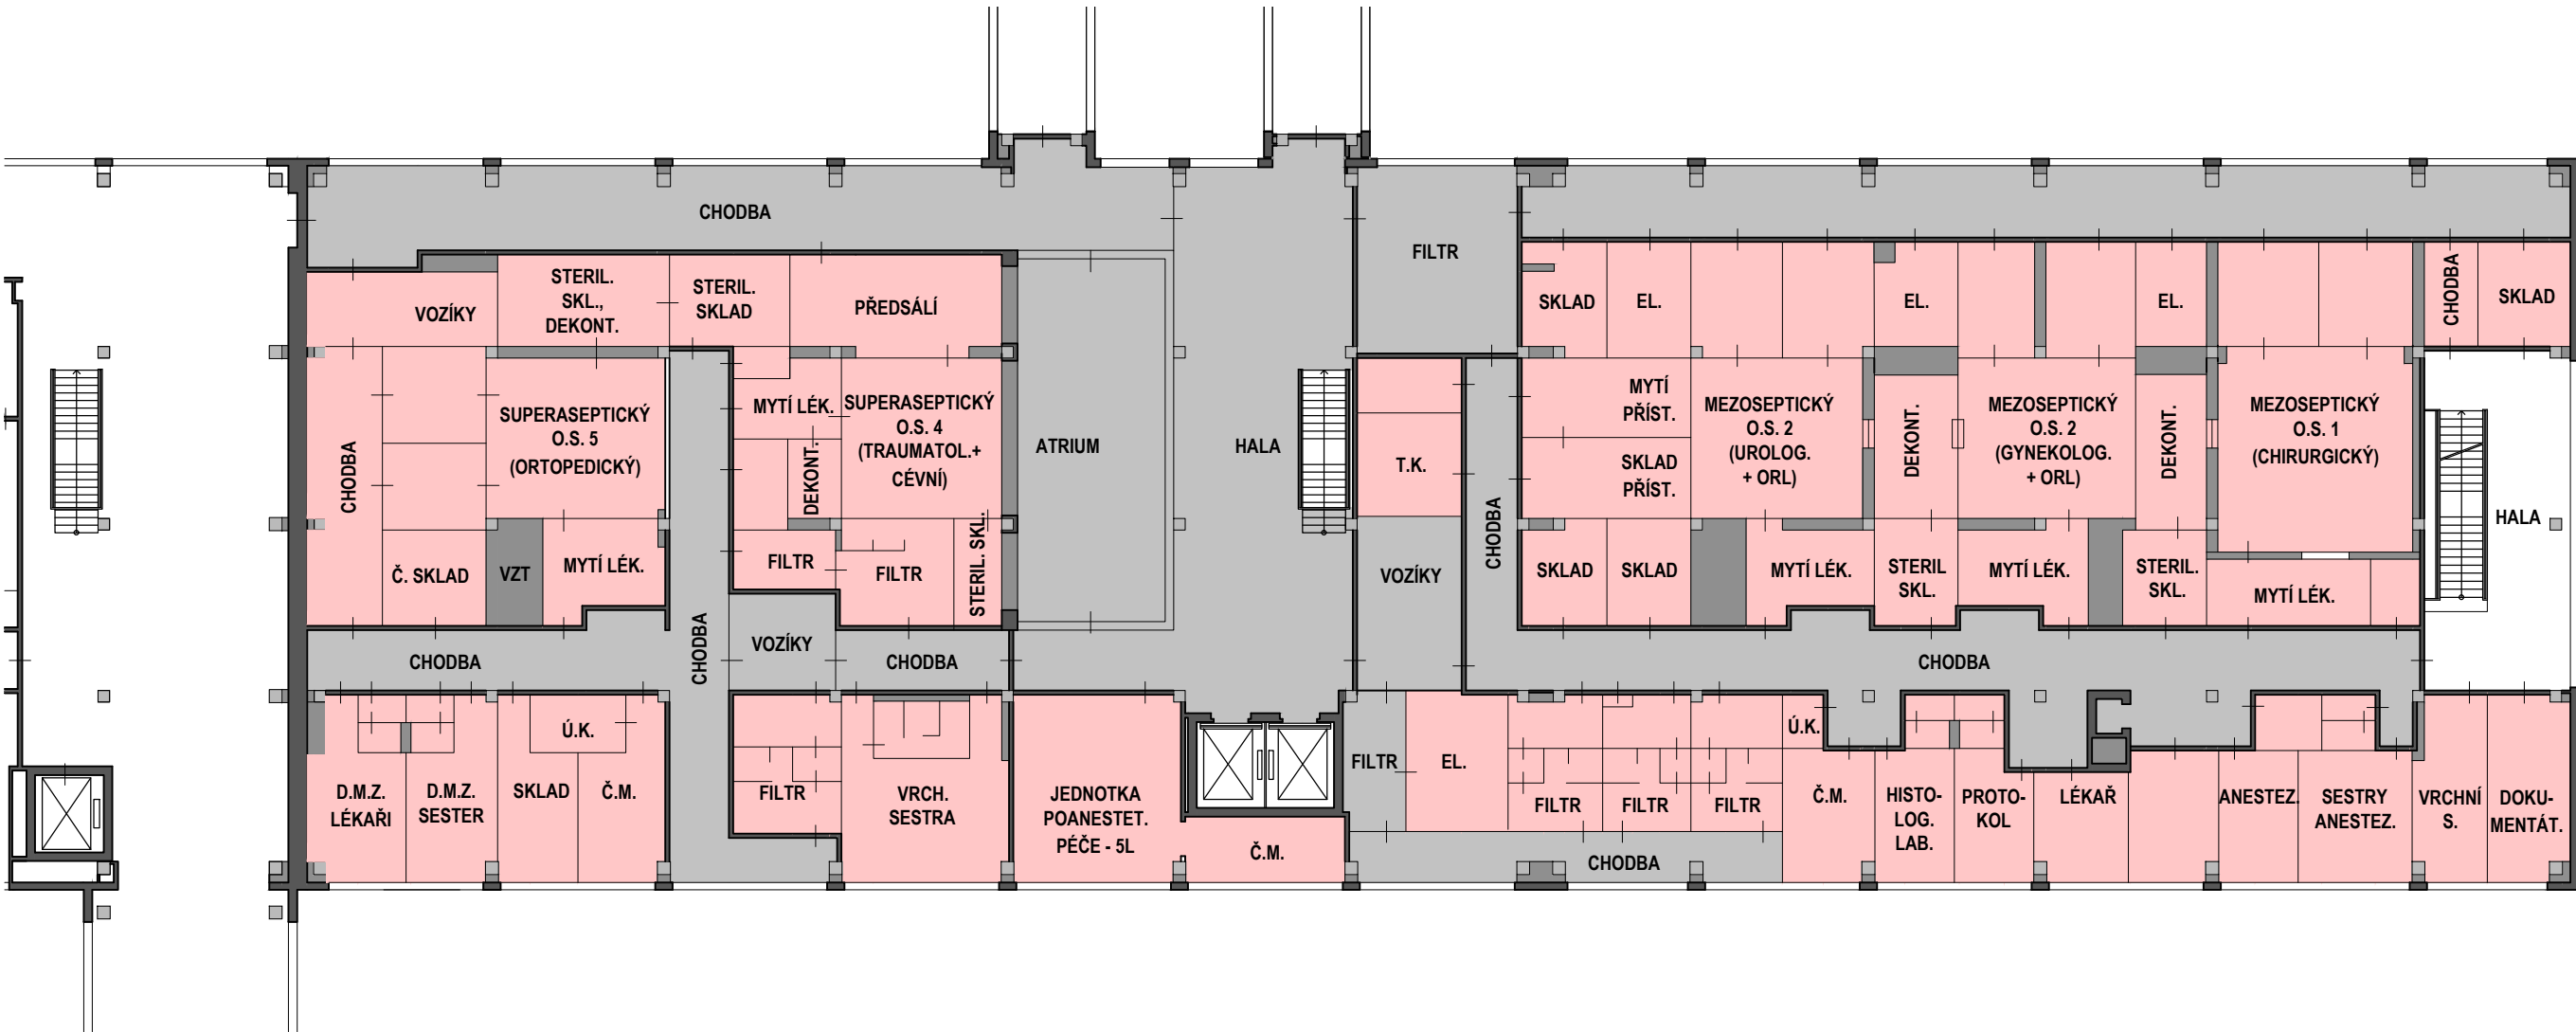 CHODBA
FILTR
VOZÍKY
STERIL.
SKL.,
DEKONT.
STERIL.
SKLAD
PŘEDSÁLÍ
SKLAD
EL.
EL.
EL.
CHODBA
SKLAD
CHODBA
SUPERASEPTICKÝ
O.S. 5
(ORTOPEDICKÝ)
MYTÍ LÉK.
DEKONT.
SUPERASEPTICKÝ
O.S. 4
(TRAUMATOL.+
CÉVNÍ)
ATRIUM
HALA
T.K.
CHODBA
MYTÍ
PŘÍST.
SKLAD
PŘÍST.
MEZOSEPTICKÝ
O.S. 2
(UROLOG.
+ ORL)
DEKONT.
MEZOSEPTICKÝ
O.S. 2
(GYNEKOLOG.
+ ORL)
DEKONT.
MEZOSEPTICKÝ
O.S. 1
(CHIRURGICKÝ)
HALA
Č. SKLAD
VZT
MYTÍ LÉK.
FILTR
FILTR
STERIL. SKL.
VOZÍKY
SKLAD
SKLAD
MYTÍ LÉK.
STERIL
SKL.
MYTÍ LÉK.
STERIL.
SKL.
MYTÍ LÉK.
CHODBA
CHODBA
VOZÍKY
CHODBA
CHODBA
D.M.Z.
LÉKAŘI
D.M.Z.
SESTER
SKLAD
Ú.K.
Č.M.
FILTR
VRCH.
SESTRA
JEDNOTKA
POANESTET.
PÉČE - 5L
Č.M.
FILTR
EL.
FILTR
FILTR
FILTR
CHODBA
Ú.K.
Č.M.
HISTO-
LOG.
LAB.
PROTO-
KOL
LÉKAŘ
ANESTEZ.
SESTRY
ANESTEZ.
VRCHNÍ
S.
DOKU-
MENTÁT.